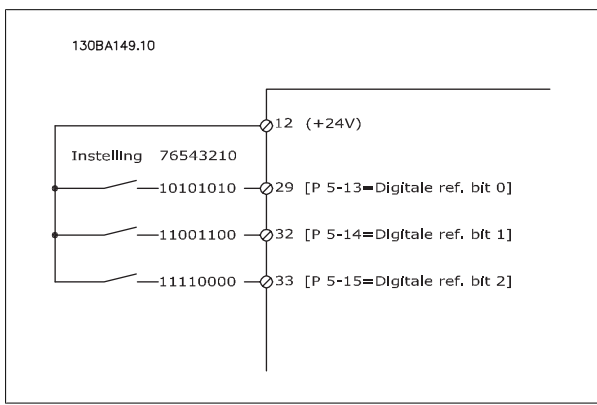 130BA149.10
12 (+24V)
Instelling 76543210
10101010 29 [P 5-13=Digitale ref. bit 0]
11001100 32 [P 5-14=Digitale ref. bit 1]
11110000 33 [P 5-15=Digitale ref. bit 2]